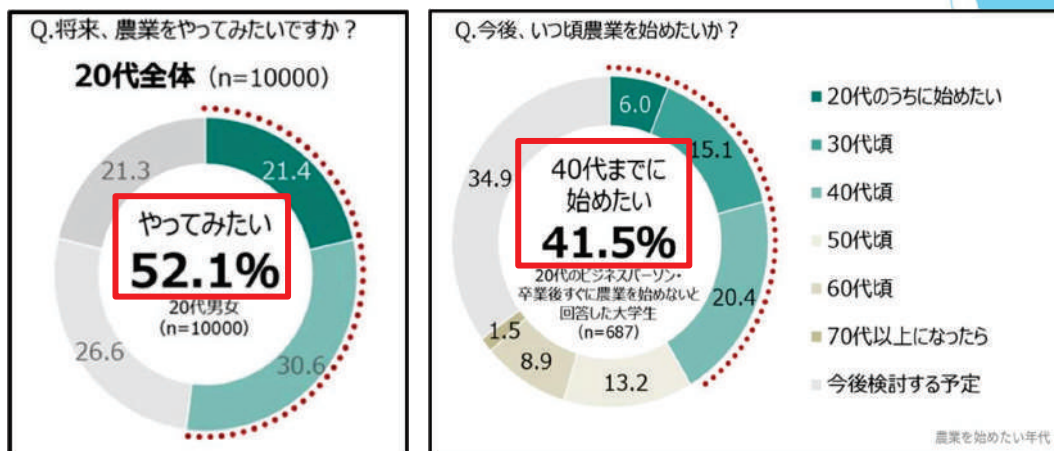 Q.将来、農業をやってみたいですか？
20代全体（n=10000）
21.3
21.4
やってみたい
52.1%
20代男女
（n=10000）
26.6
30.6
Q.今後、いつ頃農業を始めたいか？
6.0
15.1
34.9
40代までに
始めたい
41.5%
20代のビジネスパーソン・
卒業後すぐに農業を始めないと
回答した大学生
（n=687）
20.4
1.5
8.9
13.2
20代のうちに始めたい
30代頃
40代頃
50代頃
60代頃
70代以上になったら
今後検討する予定
農業を始めたい年代